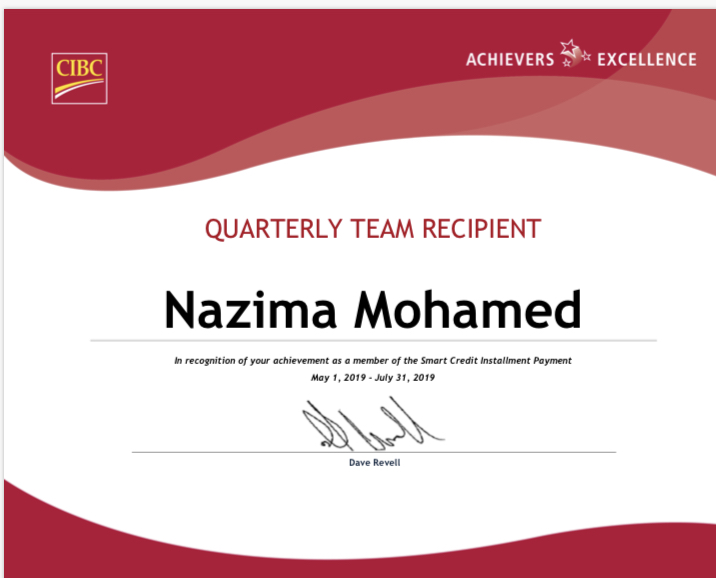 CIBC
ACHIEVERS EXCELLENCE
QUARTERLY TEAM RECIPIENT
Nazima Mohamed
In recognition of your achievement as a member of the Smart Credit Installment Payment
May 1, 2019 - July 31, 2019
Dave Revell